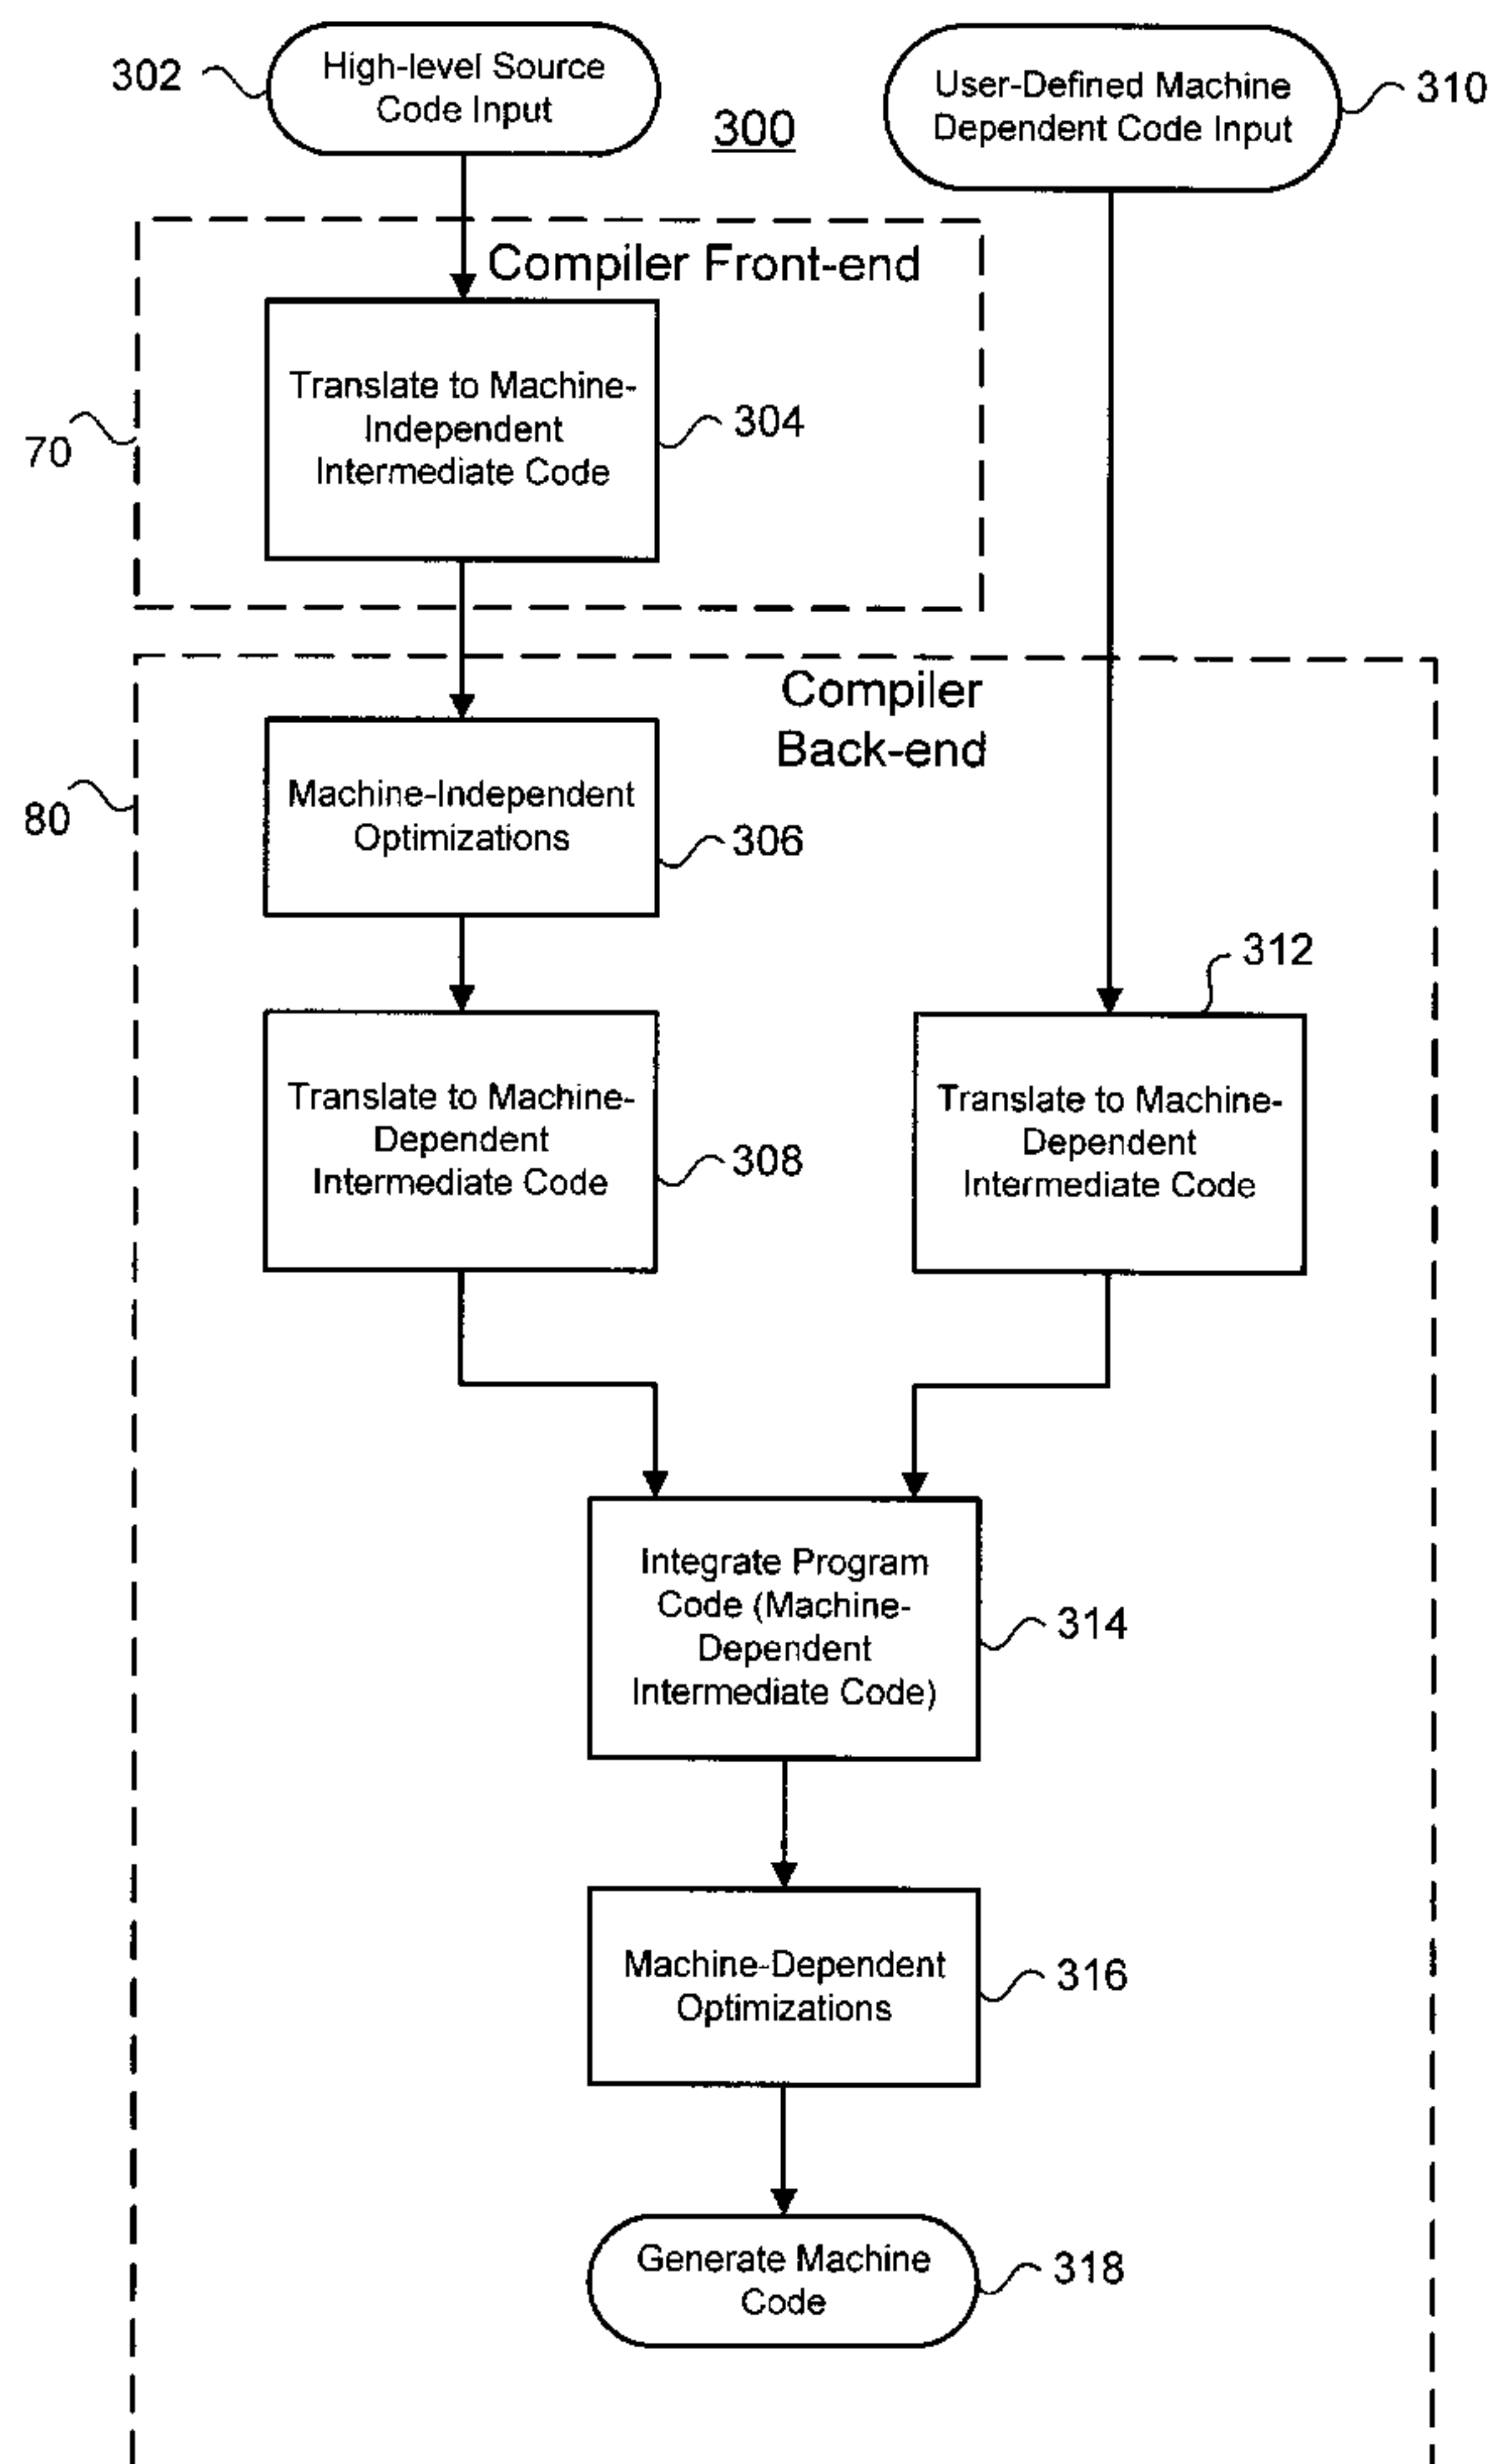 302
High-level Source
Code Input
300
User-Defined Machine
Dependent Code Input
310
Compiler Front-end
Translate to Machine-
Independent
Intermediate Code
304
70
Compiler
Back-end
80
Machine-Independent
Optimizations
306
312
Translate to Machine-
Dependent
Intermediate Code
308
Translate to Machine-
Dependent
Intermediate Code
Integrate Program
Code (Machine-
Dependent
Intermediate Code)
314
Machine-Dependent
Optimizations
316
Generate Machine
Code
318